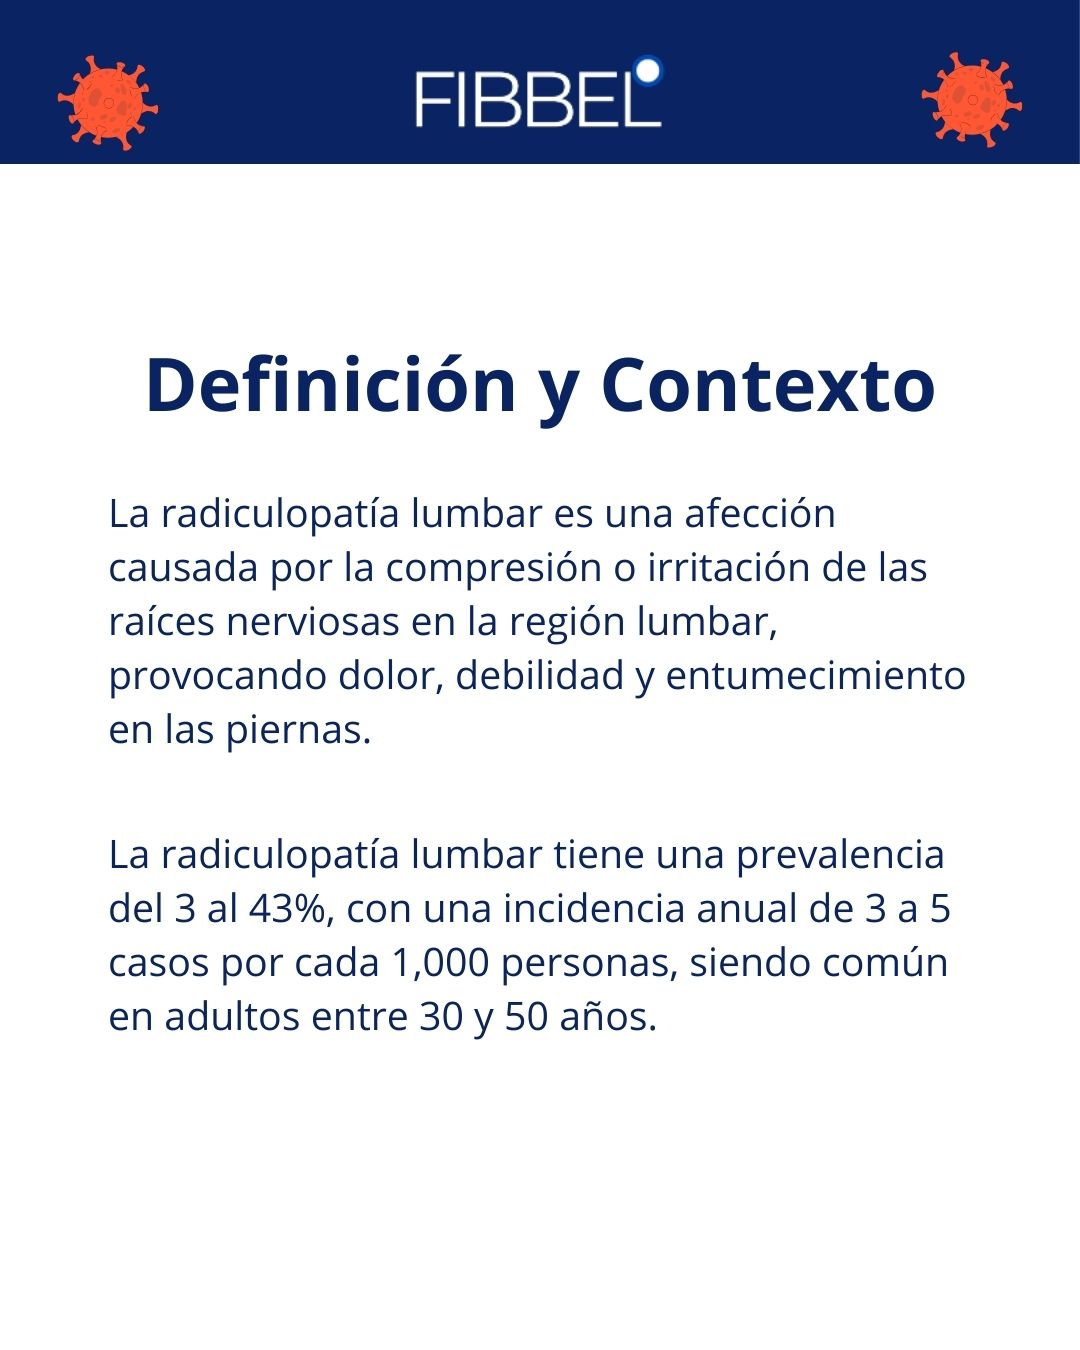 FIBBEL
Definición y Contexto
La radiculopatía lumbar es una afección
causada por la compresión o irritación de las
raíces nerviosas en la región lumbar,
provocando dolor, debilidad y entumecimiento
en las piernas.
La radiculopatía lumbar tiene una prevalencia
del 3 al 43%, con una incidencia anual de 3 a 5
casos por cada 1,000 personas, siendo común
en adultos entre 30 y 50 años.